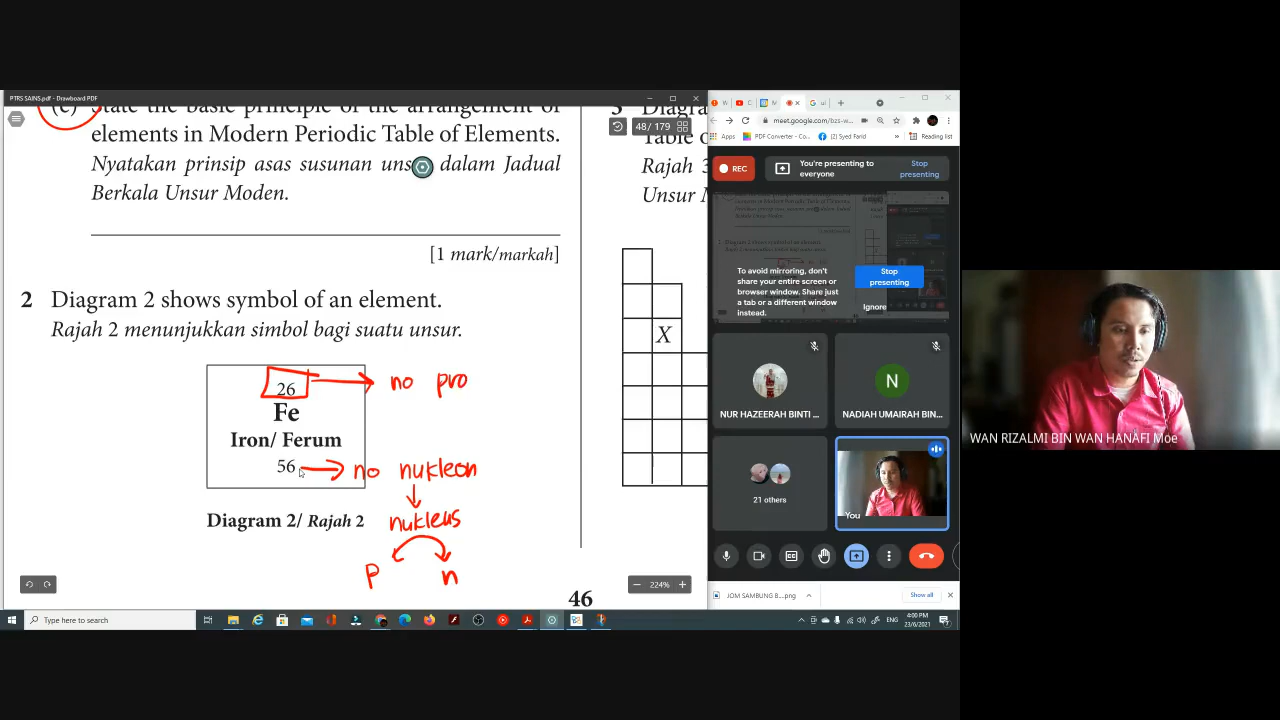 PTRS SAINS.pdf - Drawboard PDF
(c) State the basic principle of the arrangement of
elements in Modern Periodic Table of Elements.
Nyatakan prinsip asas susunan uns dalam Jadual
Berkala Unsur Moden.
[1 mark/markah]
2 Diagram 2 shows symbol of an element.
Rajah 2 menunjukkan simbol bagi suatu unsur.
26
Fe
Iron/ Ferum
56
no pro
no nukleon
nukleus
p n
Diagram 2/ Rajah 2
46
3 Diagra
Table o
Rajah 3
Unsur M
X
48 / 179
224%
meet.google.com/bzs-w...
Apps PDF Converter - Co... (2) Syed Farid » Reading list
REC
You're presenting to
everyone
Stop
presenting
To avoid mirroring, don't
share your entire screen or
browser window. Share just
a tab or a different window
instead.
Stop
presenting
Ignore
NUR HAZEERAH BINTI ...
N
NADIAH UMAIRAH BIN...
21 others
You
JOM SAMBUNG B....png
Show all
Type here to search
ENG
4:00 PM
23/6/2021
WAN RIZALMI BIN WAN HANAFI Moe